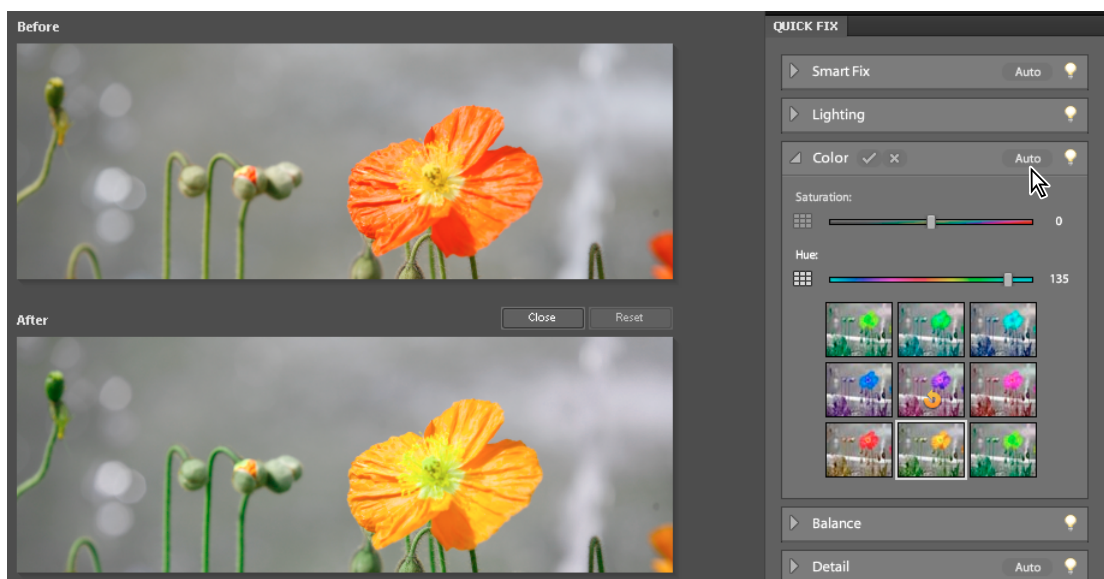 Before
QUICK FIX
Smart Fix Auto
Lighting
Color Auto
Saturation:
0
Hue:
135
After
Close Reset
Balance
Detail Auto